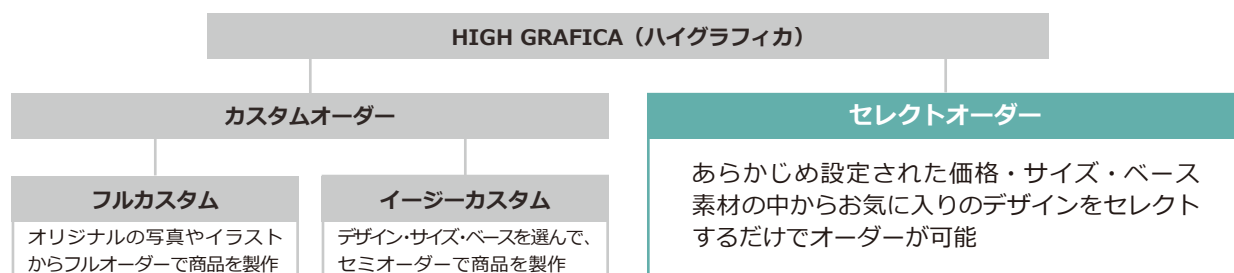 HIGH GRAFICA（ハイグラフィカ）
カスタムオーダー
セレクトオーダー
フルカスタム
オリジナルの写真やイラスト
からフルオーダーで商品を製作
イージーカスタム
デザイン・サイズ・ベースを選んで、
セミオーダーで商品を製作
あらかじめ設定された価格・サイズ・ベース
素材の中からお気に入りのデザインをセレクト
するだけでオーダーが可能